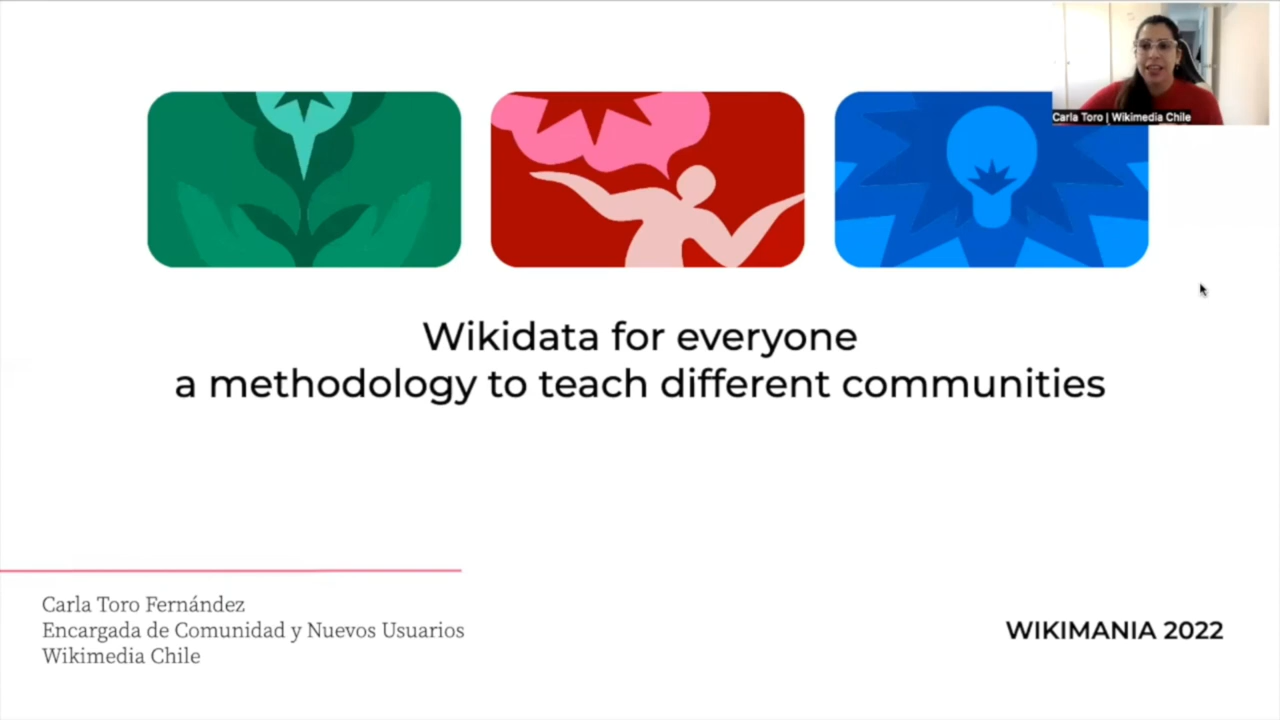 Carla Toro | Wikimedia Chile
Wikidata for everyone
a methodology to teach different communities
Carla Toro Fernández
Encargada de Comunidad y Nuevos Usuarios
Wikimedia Chile
WIKIMANIA 2022